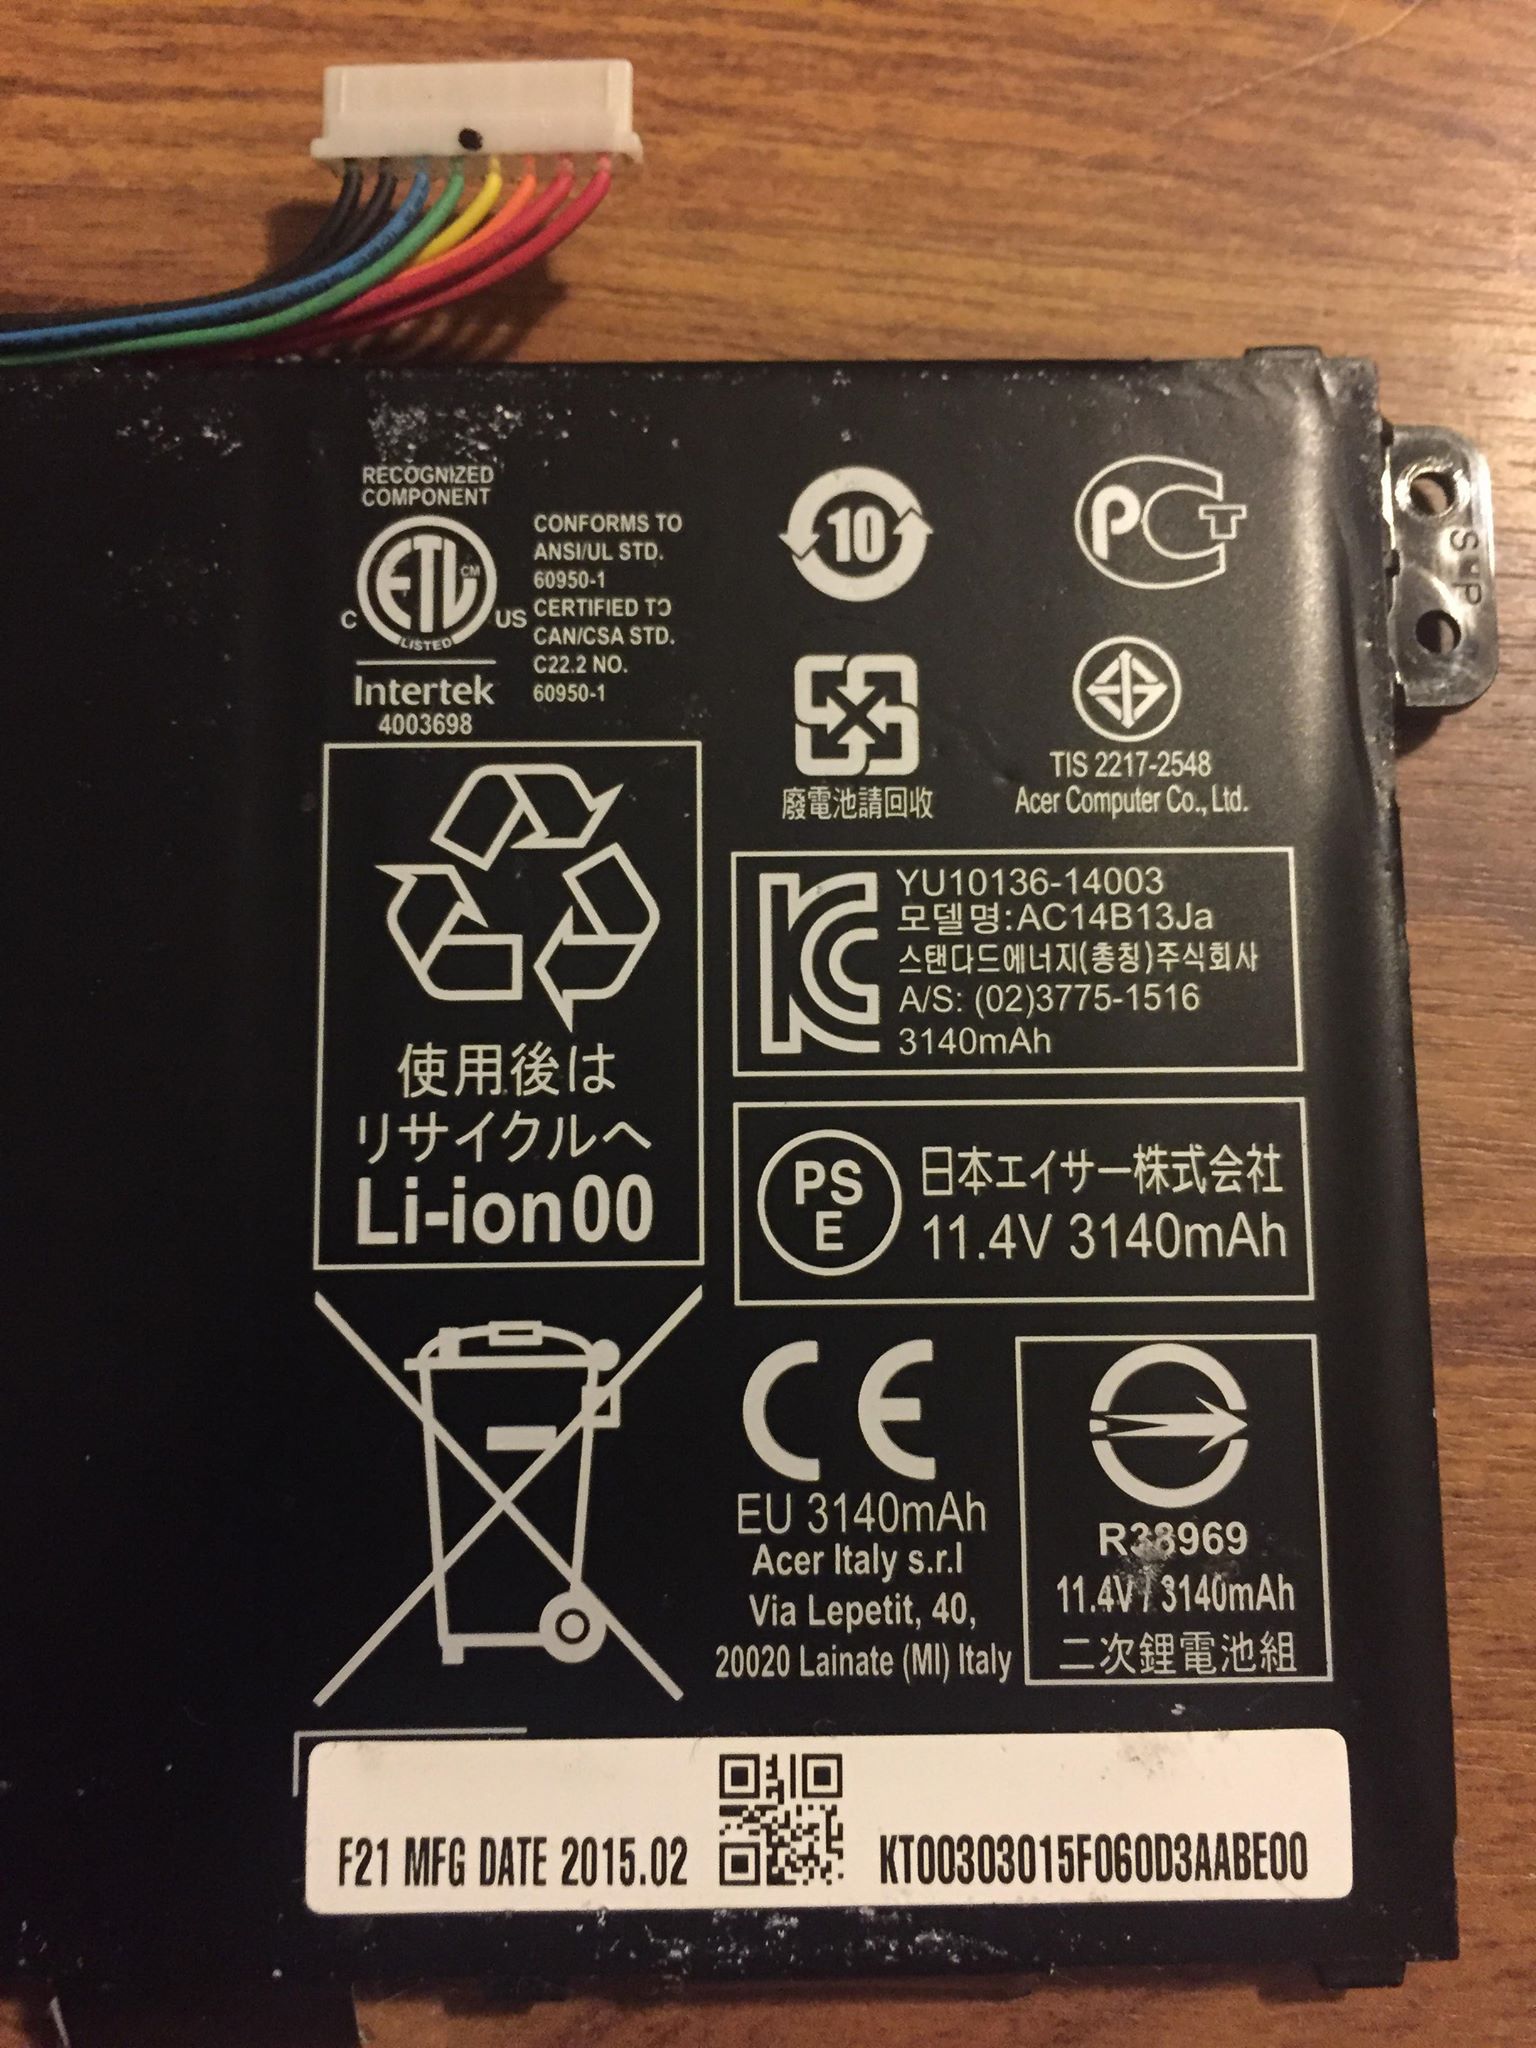 RECOGNIZED
COMPONENT
ETL CM
LISTED
C
US
Intertek
4003698
CONFORMS TO
ANSI/UL STD.
60950-1
CERTIFIED TO
CAN/CSA STD.
C22.2 NO.
60950-1
10
PCT
廢電池請回收
TIS 2217-2548
Acer Computer Co., Ltd.
S.P
使用後は
リサイクルへ
Li-ion00
KC
YU10136-14003
모델명:AC14B13Ja
스탠다드에너지(총칭)주식회사
A/S: (02)3775-1516
3140mAh
PS
E
日本エイサー株式会社
11.4V 3140mAh
CE
EU 3140mAh
Acer Italy s.r.l
Via Lepetit, 40,
20020 Lainate (MI) Italy
R38969
11.4V / 3140mAh
二次鋰電池組
F21 MFG DATE 2015.02
KT00303015F060D3AABE00